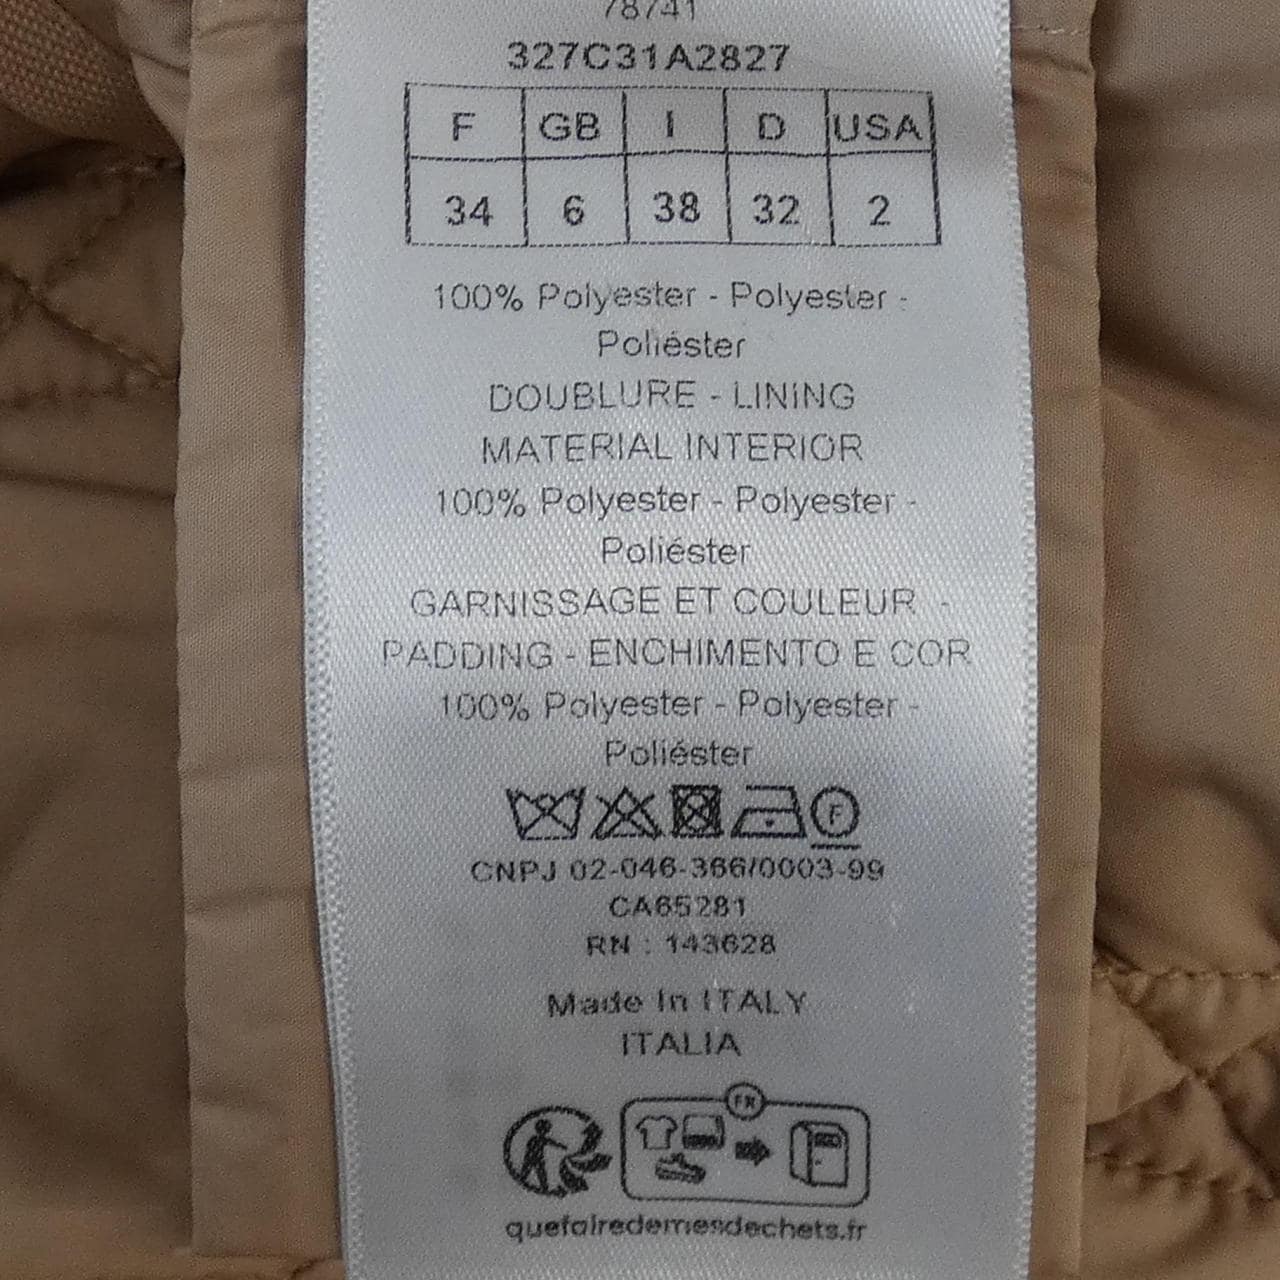 78741
327C31A2827
F GB I D USA
34 6 38 32 2
100% Polyester - Polyester -
Poliéster
DOUBLURE - LINING
MATERIAL INTERIOR
100% Polyester - Polyester -
Poliéster
GARNISSAGE ET COULEUR -
PADDING - ENCHIMENTO E COR
100% Polyester - Polyester -
Poliéster
F
CNPJ 02-046-366/0003-99
CA65281
RN : 143628
Made In ITALY
ITALIA
FR
quefairedemesdechets.fr